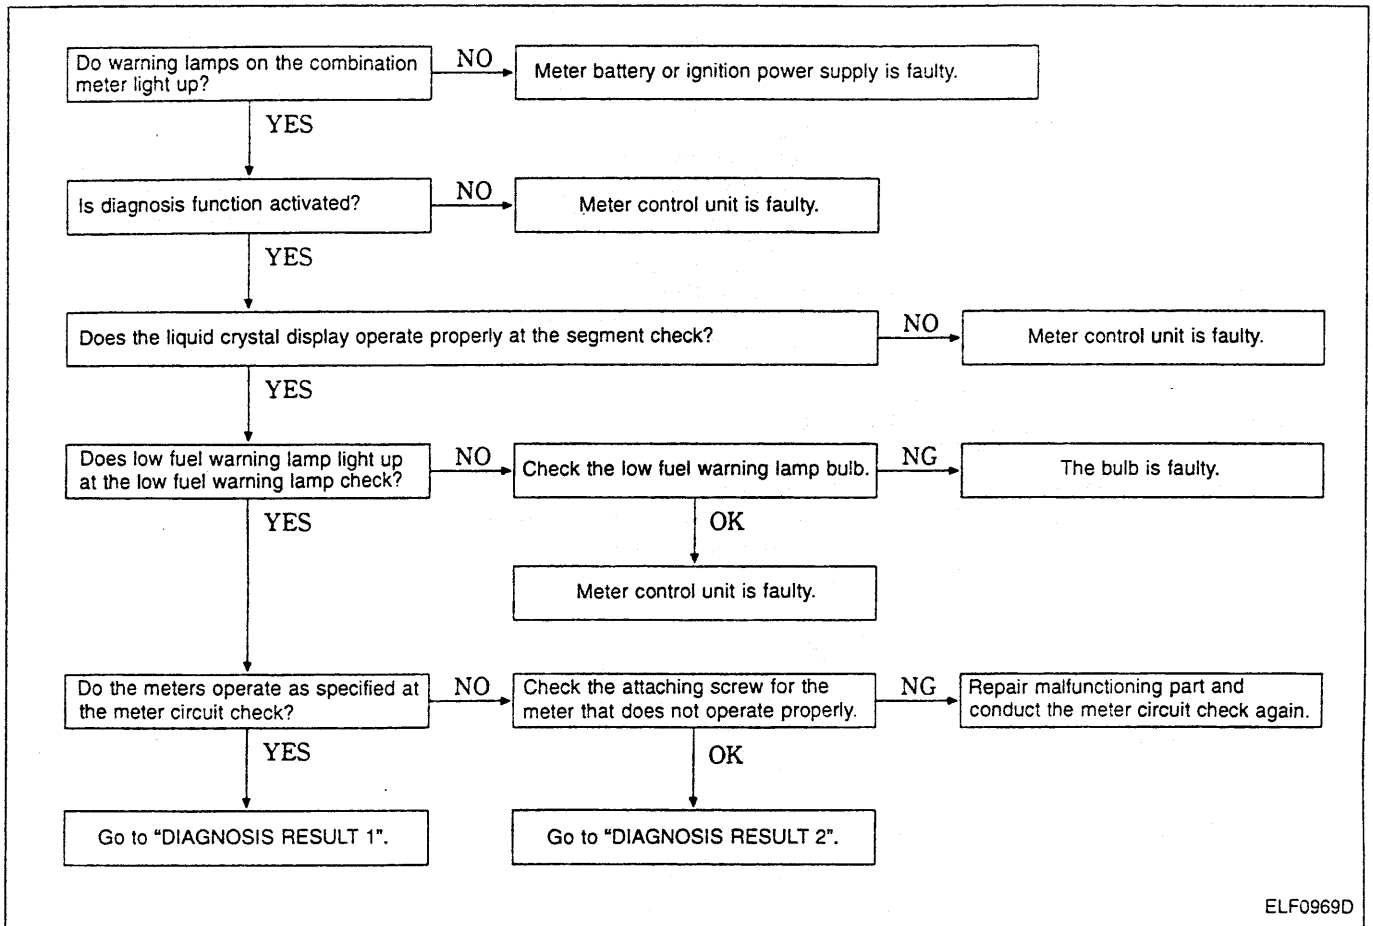 Do warning lamps on the combination
meter light up?
NO
Meter battery or ignition power supply is faulty.
YES
Is diagnosis function activated?
NO
Meter control unit is faulty.
YES
Does the liquid crystal display operate properly at the segment check?
NO
Meter control unit is faulty.
YES
Does low fuel warning lamp light up
at the low fuel warning lamp check?
NO
Check the low fuel warning lamp bulb.
NG
The bulb is faulty.
YES
OK
Meter control unit is faulty.
Do the meters operate as specified at
the meter circuit check?
NO
Check the attaching screw for the
meter that does not operate properly.
NG
Repair malfunctioning part and
conduct the meter circuit check again.
YES
OK
Go to “DIAGNOSIS RESULT 1”.
Go to “DIAGNOSIS RESULT 2”.
ELF0969D